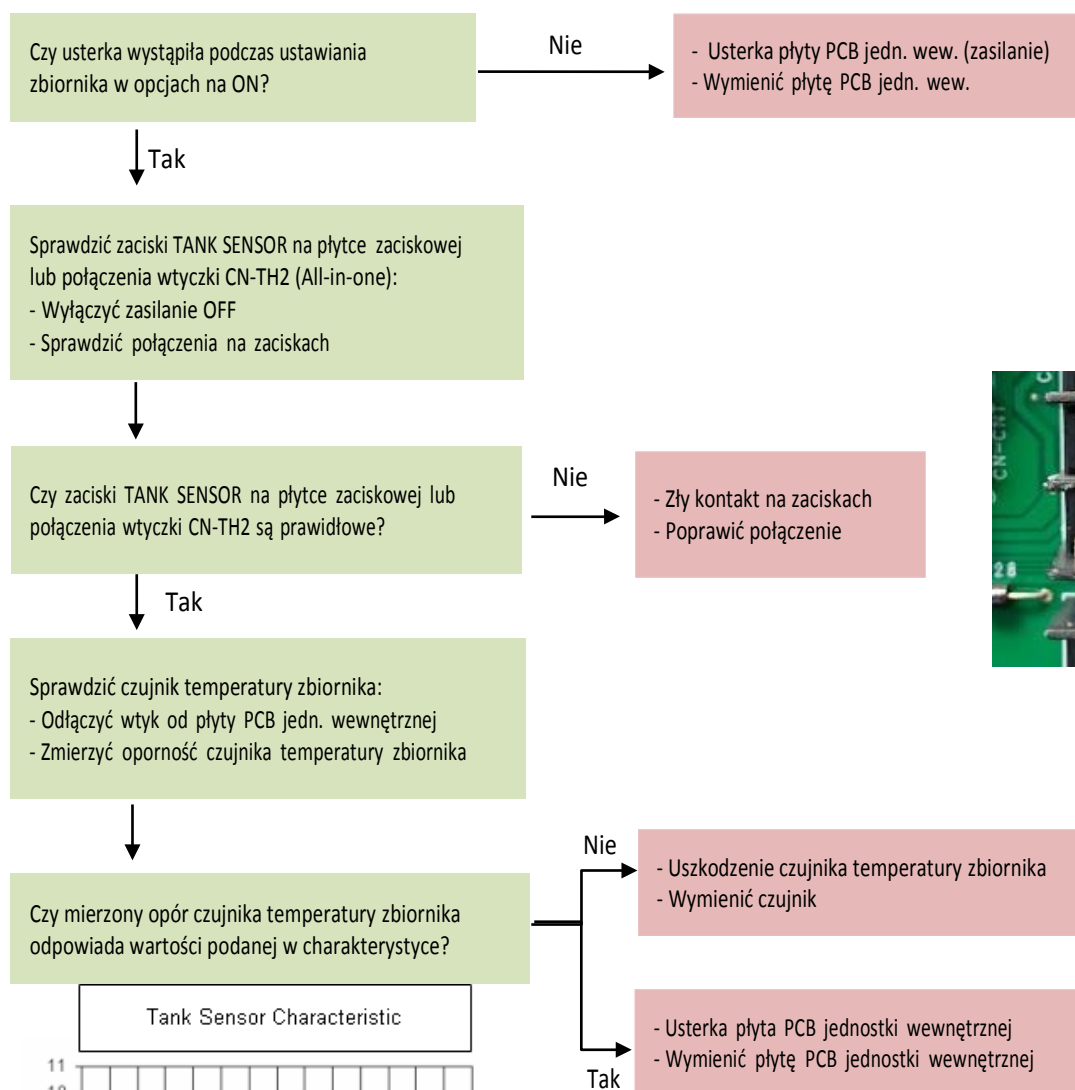 Czy usterka wystąpiła podczas ustawiania
zbiornika w opcjach na ON?
Nie
- Usterka płyty PCB jedn. wew. (zasilanie)
- Wymienić płytę PCB jedn. wew.
Tak
Sprawdzić zaciski TANK SENSOR na płytce zaciskowej
lub połączenia wtyczki CN-TH2 (All-in-one):
- Wyłączyć zasilanie OFF
- Sprawdzić połączenia na zaciskach
Czy zaciski TANK SENSOR na płytce zaciskowej lub
połączenia wtyczki CN-TH2 są prawidłowe?
Nie
- Zły kontakt na zaciskach
- Poprawić połączenie
CN-CNT
28
Tak
Sprawdzić czujnik temperatury zbiornika:
- Odłączyć wtyk od płyty PCB jedn. wewnętrznej
- Zmierzyć oporność czujnika temperatury zbiornika
Czy mierzony opór czujnika temperatury zbiornika
odpowiada wartości podanej w charakterystyce?
Nie
- Uszkodzenie czujnika temperatury zbiornika
- Wymienić czujnik
- Usterka płyta PCB jednostki wewnętrznej
- Wymienić płytę PCB jednostki wewnętrznej
Tak
Tank Sensor Characteristic
11